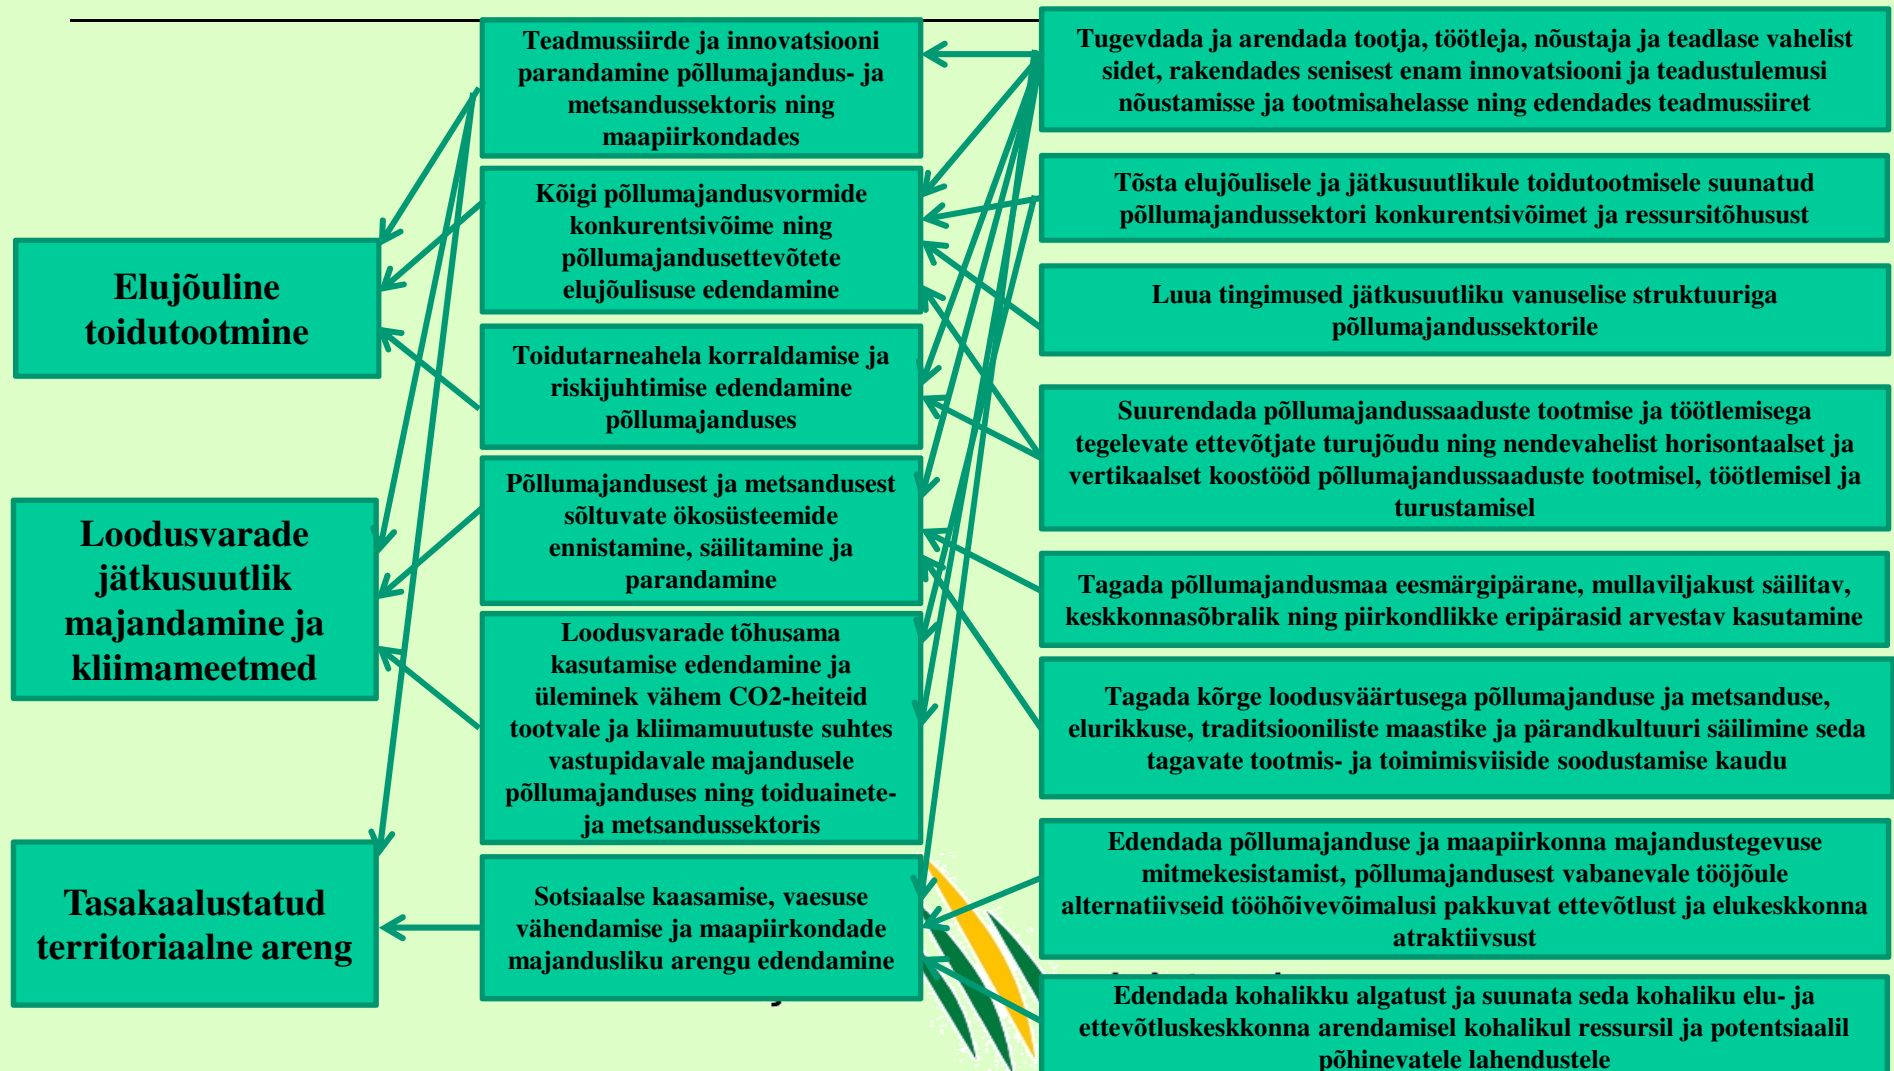 Elujõuline
toidutootmine
Loodusvarade
jätkusuutlik
majandamine ja
kliimameetmed
Tasakaalustatud
territoriaalne areng
Teadmussiirde ja innovatsiooni
parandamine põllumajandus- ja
metsandussektoris ning
maapiirkondades
Kõigi põllumajandusvormide
konkurentsivõime ning
põllumajandusettevõtete
elujõulisuse edendamine
Toidutarneahela korraldamise ja
riskijuhtimise edendamine
põllumajanduses
Põllumajandusest ja metsandusest
sõltuvate ökosüsteemide
ennistamine, säilitamine ja
parandamine
Loodusvarade tõhusama
kasutamise edendamine ja
üleminek vähem CO2-heiteid
tootvale ja kliimamuutuste suhtes
vastupidavale majandusele
põllumajanduses ning toiduainete-
ja metsandussektoris
Sotsiaalse kaasamise, vaesuse
vähendamise ja maapiirkondade
majandusliku arengu edendamine
Tugevdada ja arendada tootja, töötleja, nõustaja ja teadlase vahelist
sidet, rakendades senisest enam innovatsiooni ja teadustulemusi
nõustamisse ja tootmisahelasse ning edendades teadmussiiret
Tõsta elujõulisele ja jätkusuutlikule toidutootmisele suunatud
põllumajandussektori konkurentsivõimet ja ressursitõhusust
Luua tingimused jätkusuutliku vanuselise struktuuriga
põllumajandussektorile
Suurendada põllumajandussaaduste tootmise ja töötlemisega
tegelevate ettevõtjate turujõudu ning nendevahelist horisontaalset ja
vertikaalset koostööd põllumajandussaaduste tootmisel, töötlemisel ja
turustamisel
Tagada põllumajandusmaa eesmärgipärane, mullaviljakust säilitav,
keskkonnasõbralik ning piirkondlikke eripärasid arvestav kasutamine
Tagada kõrge loodusväärtusega põllumajanduse ja metsanduse,
elurikkuse, traditsiooniliste maastike ja pärandkultuuri säilimine seda
tagavate tootmis- ja toimimisviiside soodustamise kaudu
Edendada põllumajanduse ja maapiirkonna majandustegevuse
mitmekesistamist, põllumajandusest vabanevale tööjõule
alternatiivseid tööhõivevõimalusi pakkuvat ettevõtlust ja elukeskkonna
atraktiivsust
Edendada kohalikku algatust ja suunata seda kohaliku elu- ja
ettevõtluskeskkonna arendamisel kohalikul ressursil ja potentsiaalil
põhinevatele lahendustele